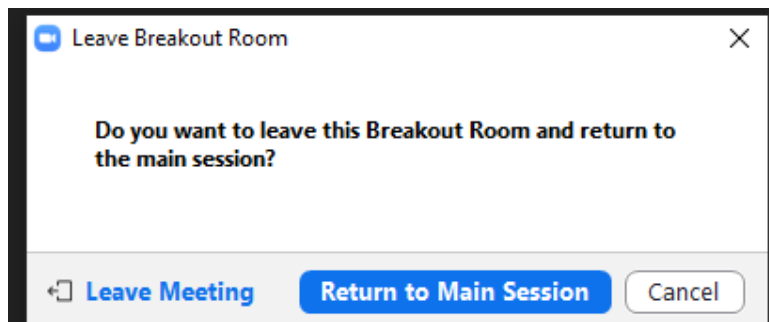 Leave Breakout Room
Do you want to leave this Breakout Room and return to
the main session?
Leave Meeting
Return to Main Session
Cancel